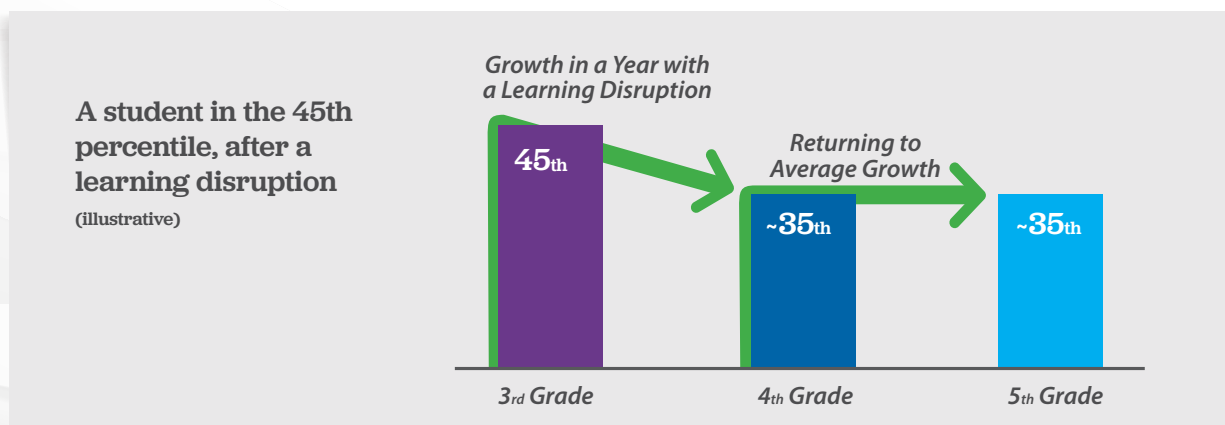 A student in the 45th
percentile, after a
learning disruption
(illustrative)
Growth in a Year with
a Learning Disruption
Returning to
Average Growth
45th
~35th
~35th
3rd Grade
4th Grade
5th Grade